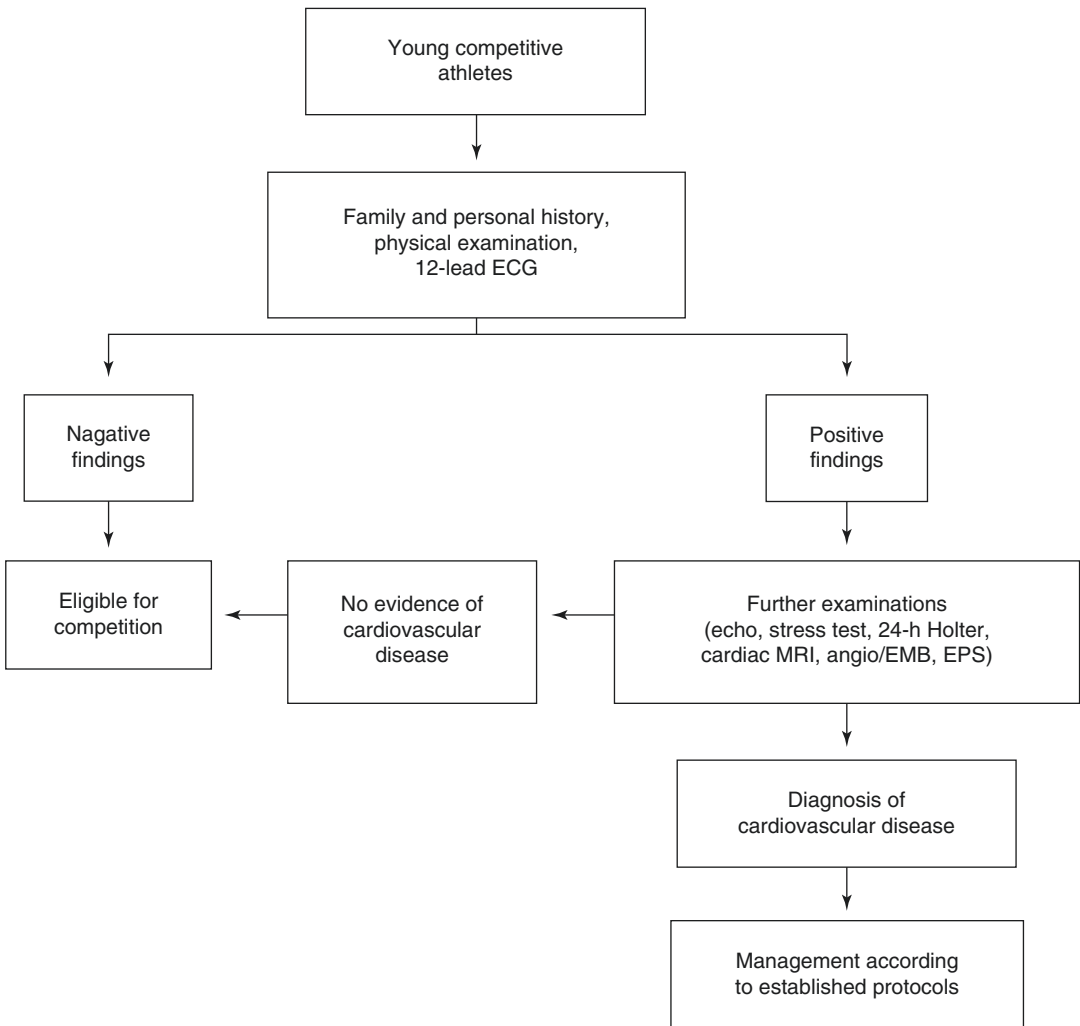 Young competitive
athletes
Family and personal history,
physical examination,
12-lead ECG
Nagative
findings
Positive
findings
Eligible for
competition
No evidence of
cardiovascular
disease
Further examinations
(echo, stress test, 24-h Holter,
cardiac MRI, angio/EMB, EPS)
Diagnosis of
cardiovascular disease
Management according
to established protocols